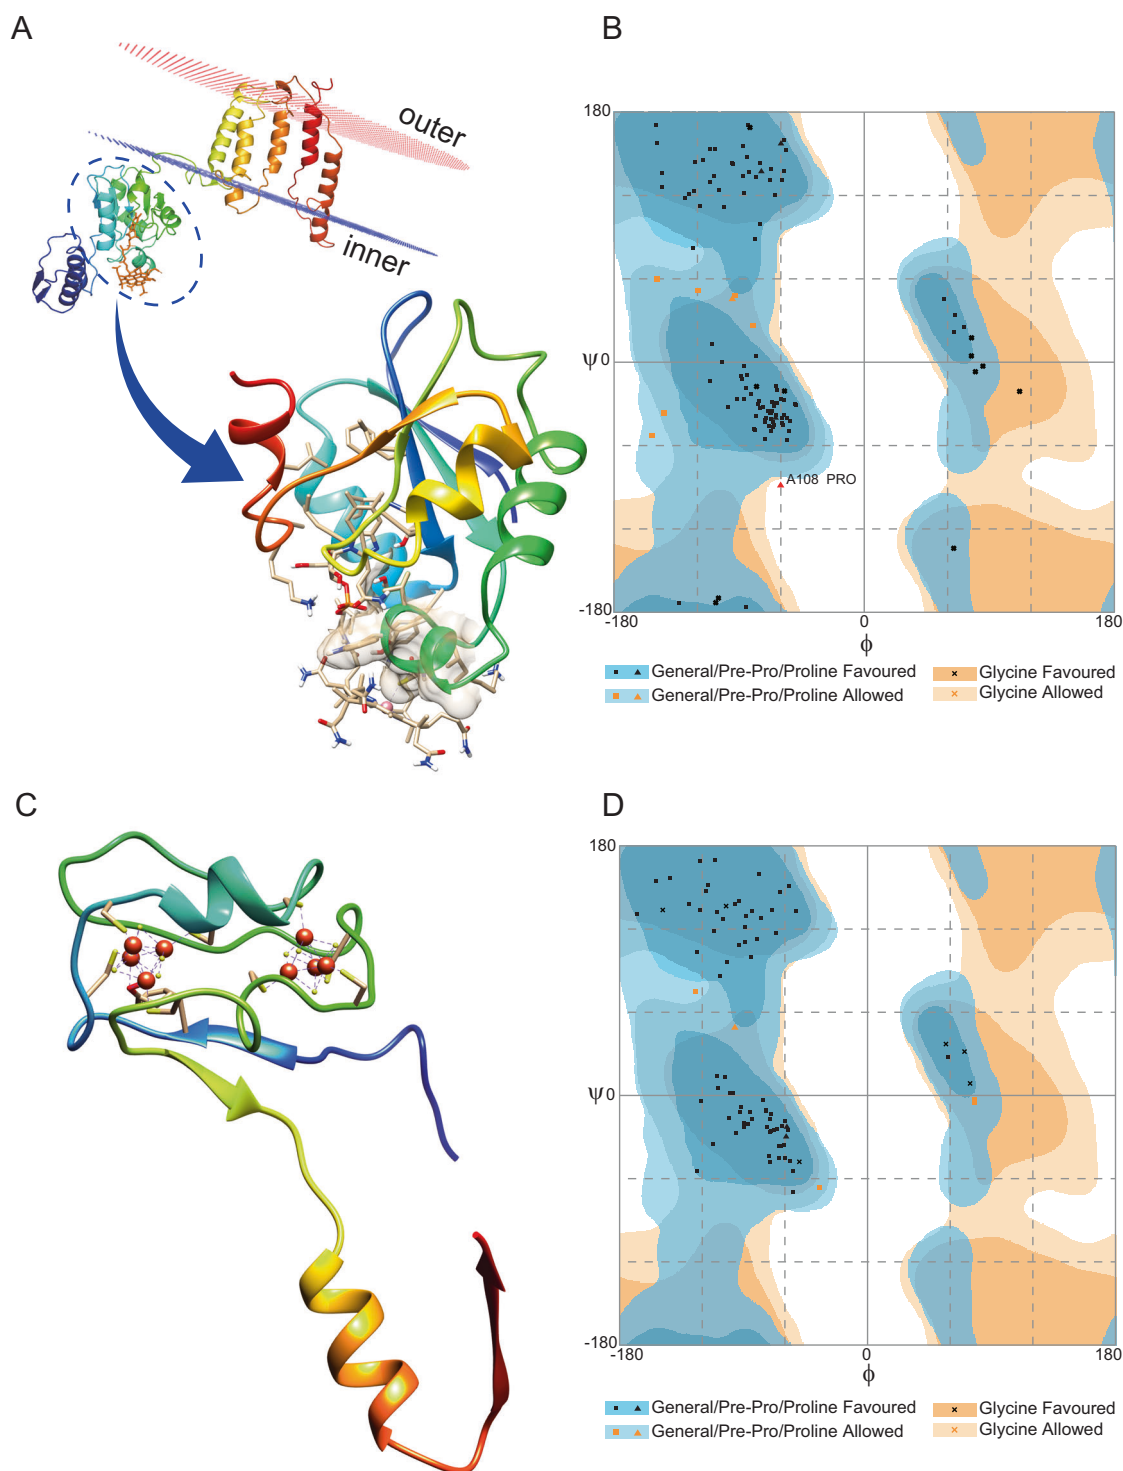 A
outer
inner
B
180
ψ 0
A108 PRO
-180
-180
0
180
ϕ
General/Pre-Pro/Proline Favoured
Glycine Favoured
General/Pre-Pro/Proline Allowed
Glycine Allowed
C
D
180
ψ 0
-180
-180
0
180
ϕ
General/Pre-Pro/Proline Favoured
Glycine Favoured
General/Pre-Pro/Proline Allowed
Glycine Allowed